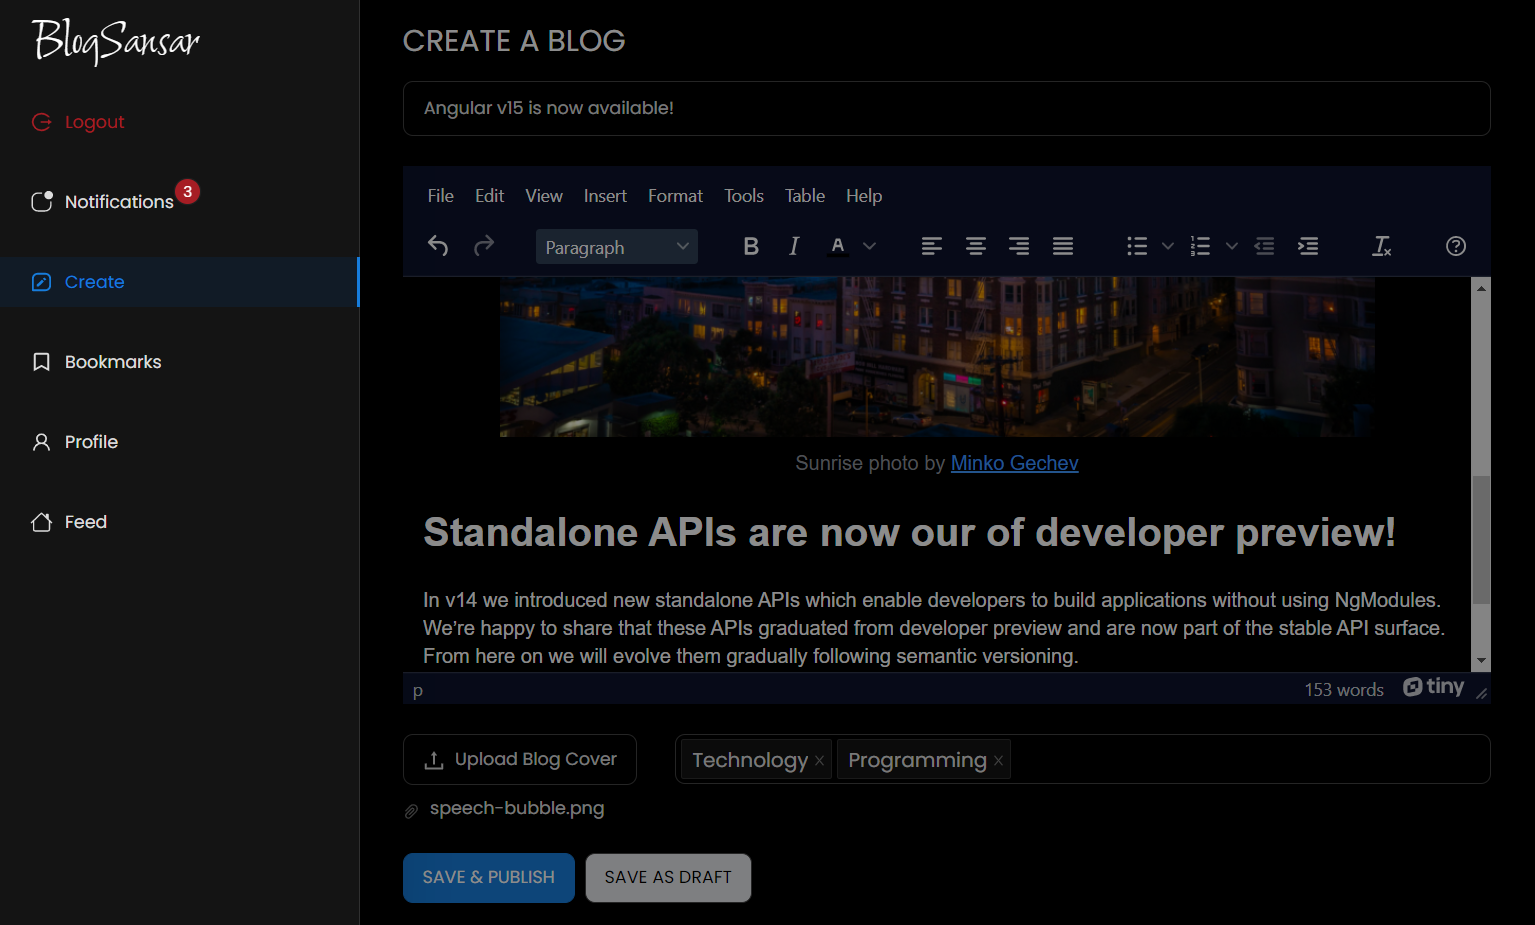 BlogSansar
Logout
Notifications 3
Create
Bookmarks
Profile
Feed
CREATE A BLOG
Angular v15 is now available!
File Edit View Insert Format Tools Table Help
Paragraph B I A
Sunrise photo by Minko Gechev
Standalone APIs are now our of developer preview!
In v14 we introduced new standalone APIs which enable developers to build applications without using NgModules.
We’re happy to share that these APIs graduated from developer preview and are now part of the stable API surface.
From here on we will evolve them gradually following semantic versioning.
p 153 words tiny
Upload Blog Cover Technology × Programming ×
speech-bubble.png
SAVE & PUBLISH SAVE AS DRAFT